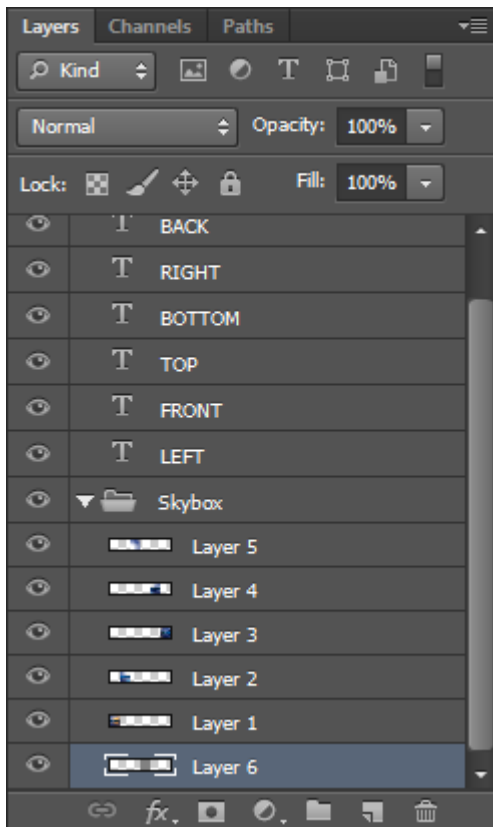 Layers Channels Paths
Kind T
Normal Opacity: 100%
Lock: Fill: 100%
T BACK
T RIGHT
T BOTTOM
T TOP
T FRONT
T LEFT
Skybox
Layer 5
Layer 4
Layer 3
Layer 2
Layer 1
Layer 6
fx.